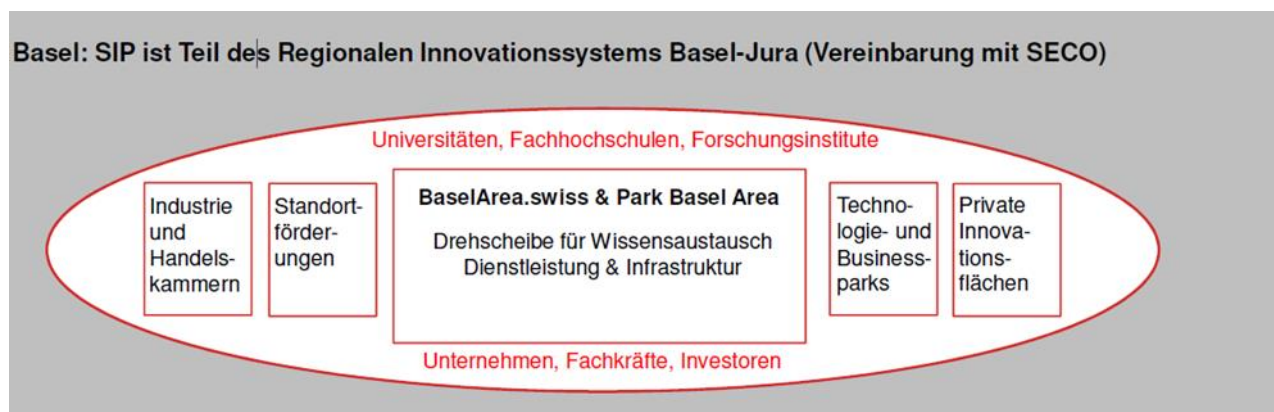 Basel: SIP ist Teil des Regionalen Innovationssystems Basel-Jura (Vereinbarung mit SECO)
Universitäten, Fachhochschulen, Forschungsinstitute
Industrie
und
Handels-
kammern
Standort-
förder-
ungen
BaselArea.swiss & Park Basel Area
Drehscheibe für Wissensaustausch
Dienstleistung & Infrastruktur
Techno-
logie- und
Business-
parks
Private
Innova-
tions-
flächen
Unternehmen, Fachkräfte, Investoren